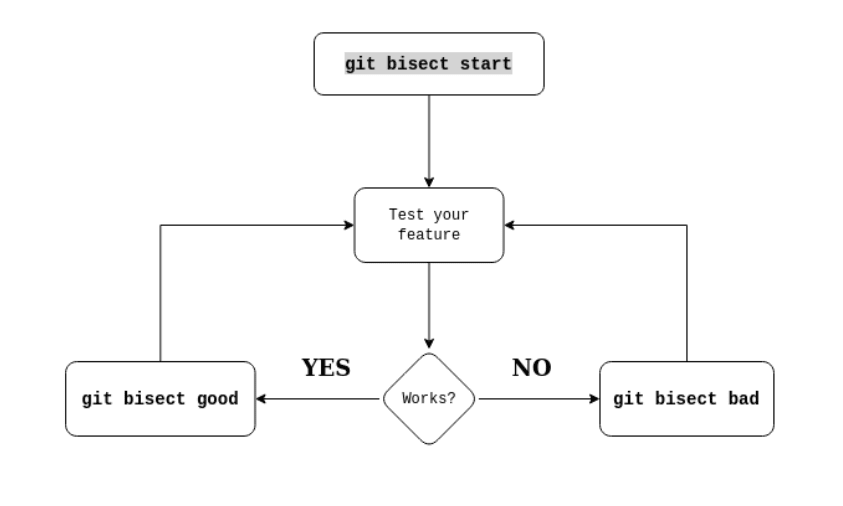 git bisect start
Test your
feature
YES
NO
git bisect good
Works?
git bisect bad